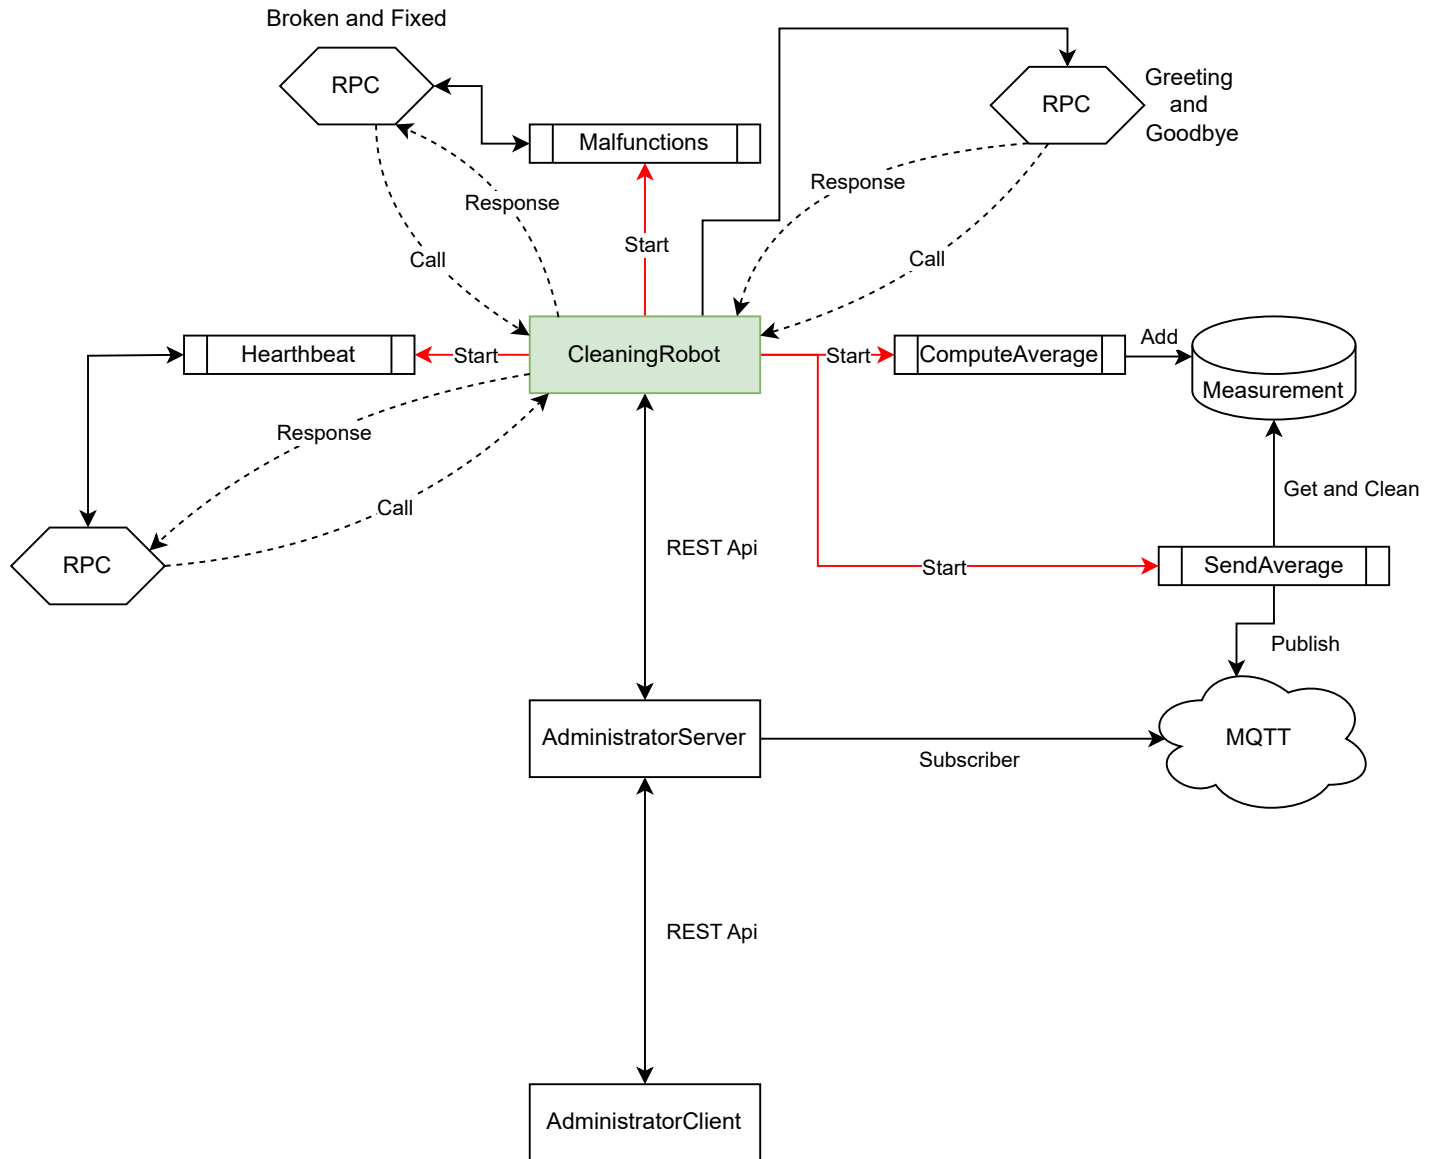 Broken and Fixed
RPC
RPC
Greeting
and
Goodbye
Malfunctions
Response
Response
Start
Call
Call
Hearthbeat
Start
CleaningRobot
Start
ComputeAverage
Add
Measurement
Response
Call
Get and Clean
REST Api
RPC
Start
SendAverage
Publish
AdministratorServer
Subscriber
MQTT
REST Api
AdministratorClient